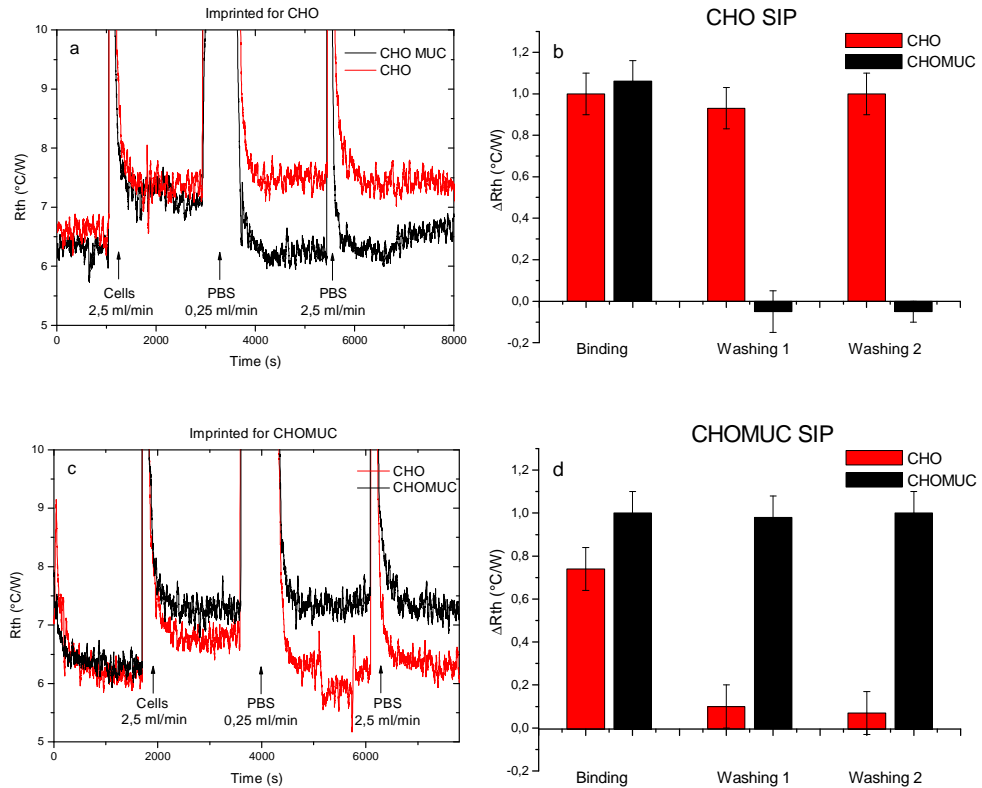 Imprinted for CHO
a
CHO MUC
CHO
10
9
8
7
6
5
Rth (°C/W)
0
2000
4000
6000
8000
Time (s)
Cells
2,5 ml/min
PBS
0,25 ml/min
PBS
2,5 ml/min
CHO SIP
b
CHO
CHOMUC
1,2
1,0
0,8
0,6
0,4
0,2
0,0
-0,2
ΔRth (°C/W)
Binding
Washing 1
Washing 2
Imprinted for CHOMUC
c
CHO
CHOMUC
10
9
8
7
6
5
Rth (°C/W)
0
2000
4000
6000
Time (s)
Cells
2,5 ml/min
PBS
0,25 ml/min
PBS
2,5 ml/min
CHOMUC SIP
d
CHO
CHOMUC
1,2
1,0
0,8
0,6
0,4
0,2
0,0
-0,2
ΔRth (°C/W)
Binding
Washing 1
Washing 2